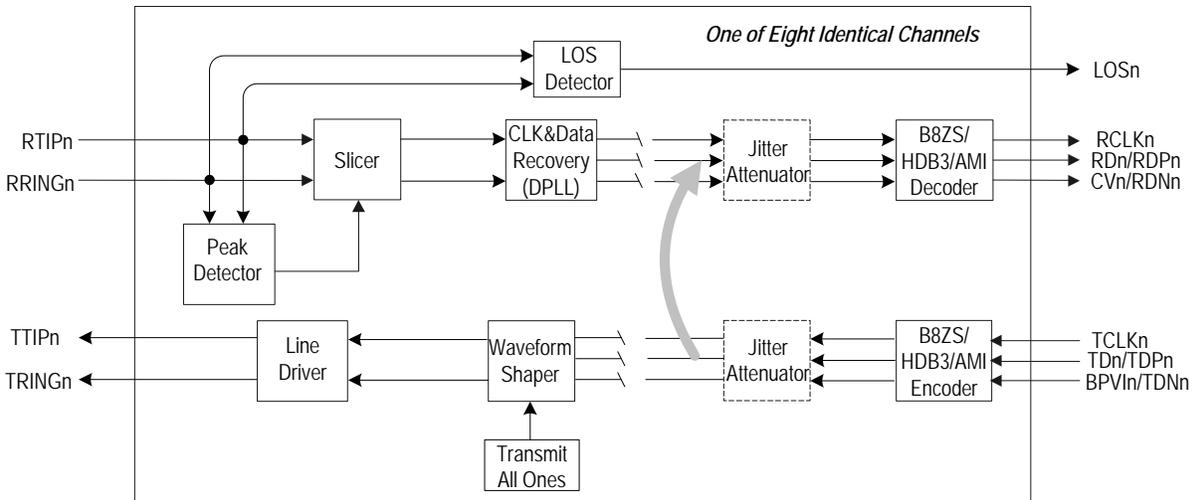 One of Eight Identical Channels
LOS
Detector
LOSn
RTIPn
RRINGn
Slicer
CLK&Data
Recovery
(DPLL)
Jitter
Attenuator
B8ZS/
HDB3/AMI
Decoder
RCLKn
RDn/RDPn
CVn/RDNn
Peak
Detector
TTIPn
TRINGn
Line
Driver
Waveform
Shaper
Jitter
Attenuator
B8ZS/
HDB3/AMI
Encoder
TCLKn
TDn/TDPn
BPVIn/TDNn
Transmit
All Ones